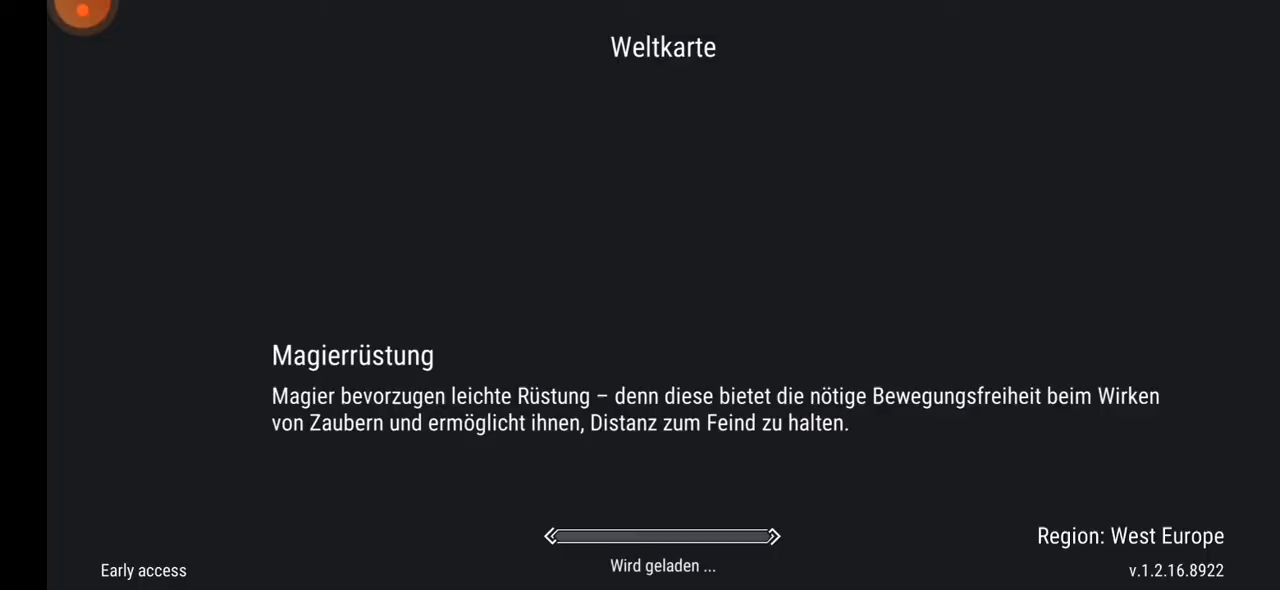 Weltkarte
Magierrüstung
Magier bevorzugen leichte Rüstung – denn diese bietet die nötige Bewegungsfreiheit beim Wirken
von Zaubern und ermöglicht ihnen, Distanz zum Feind zu halten.
Region: West Europe
Wird geladen ...
Early access
v.1.2.16.8922